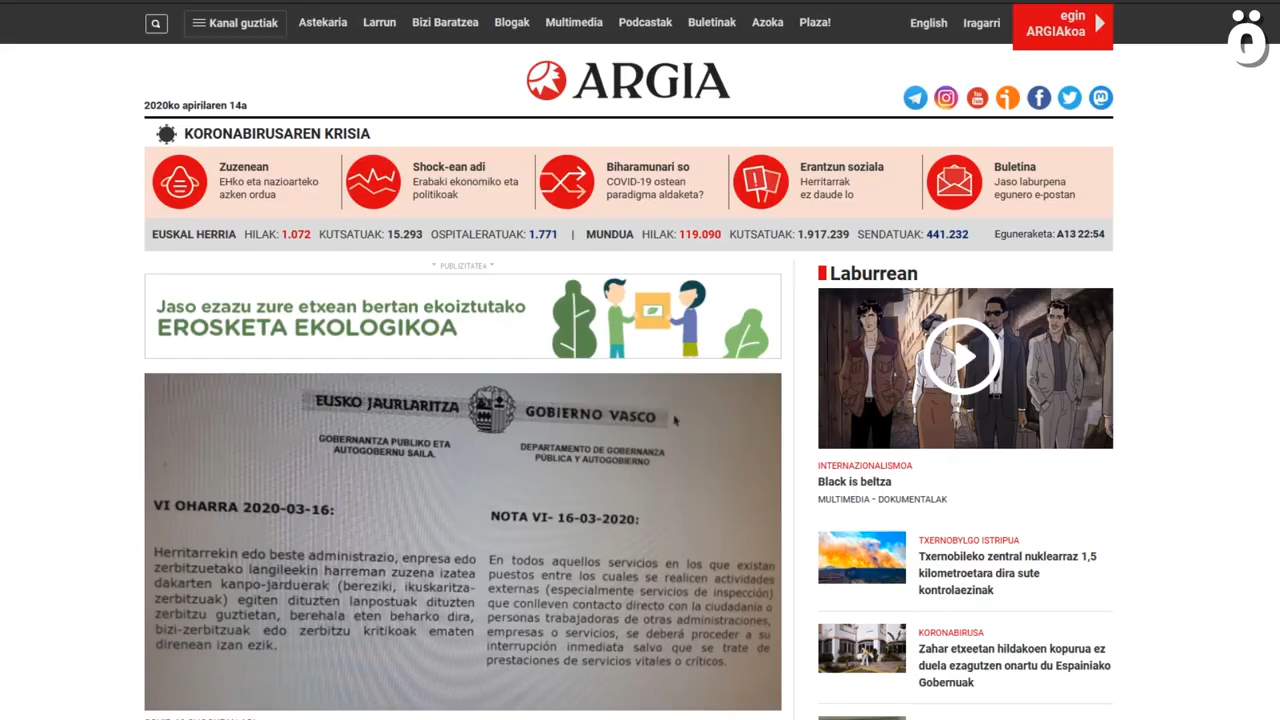 Kanal guztiak Astekaria Larrun Bizi Baratzea Blogak Multimedia Podcastak Buletinak Azoka Plaza! English Iragarri egin
ARGIAkoa
ARGIA
2020ko apirilaren 14a
KORONABIRUSAREN KRISIA
Zuzenean
EHko eta nazioarteko
azken ordua
Shock-ean adi
Erabaki ekonomiko eta
politikoak
Biharamunari so
COVID-19 ostean
paradigma aldaketa?
Erantzun soziala
Herritarrak
ez daude lo
Buletina
Jaso laburpena
egunero e-postan
EUSKAL HERRIA HILAK: 1.072 KUTSATUAK: 15.293 OSPITALERATUAK: 1.771 | MUNDUA HILAK: 119.090 KUTSATUAK: 1.917.239 SENDATUAK: 441.232 Eguneraketa: A13 22:54
PUBLIZITATEA
Jaso ezazu zure etxean bertan ekoiztutako
EROSKETA EKOLOGIKOA
EUSKO JAURLARITZA GOBIERNO VASCO
GOBERNANTZA PUBLIKO ETA
AUTOGOBERNU SAILA.
DEPARTAMENTO DE GOBERNANZA
PÚBLICA Y AUTOGOBIERNO
VI OHARRA 2020-03-16:
Herritarrekin edo beste administrazio, enpresa edo
zerbitzuetako langileekin harreman zuzena izatea
dakarten kanpo-jarduerak (bereziki, ikuskaritza-
zerbitzuak) egiten dituzten lanpostuak dituzten
zerbitzu guztietan, berehala eten beharko dira,
bizi-zerbitzuak edo zerbitzu kritikoak ematen
direnean izan ezik.
NOTA VI- 16-03-2020:
En todos aquellos servicios en los que existan
puestos entre los cuales se realicen actividades
externas (especialmente servicios de inspección)
que conlleven contacto directo con la ciudadanía o
personas trabajadoras de otras administraciones,
empresas o servicios, se deberá proceder a su
interrupción inmediata salvo que se trate de
prestaciones de servicios vitales o críticos.
Laburrean
INTERNAZIONALISMOA
Black is beltza
MULTIMEDIA - DOKUMENTALAK
TXERNOBYLGO ISTRIPUA
Txernobileko zentral nuklearraz 1,5
kilometroetara dira sute
kontrolaezinak
KORONABIRUSA
Zahar etxeetan hildakoen kopurua ez
duela ezagutzen onartu du Espainiako
Gobernuak